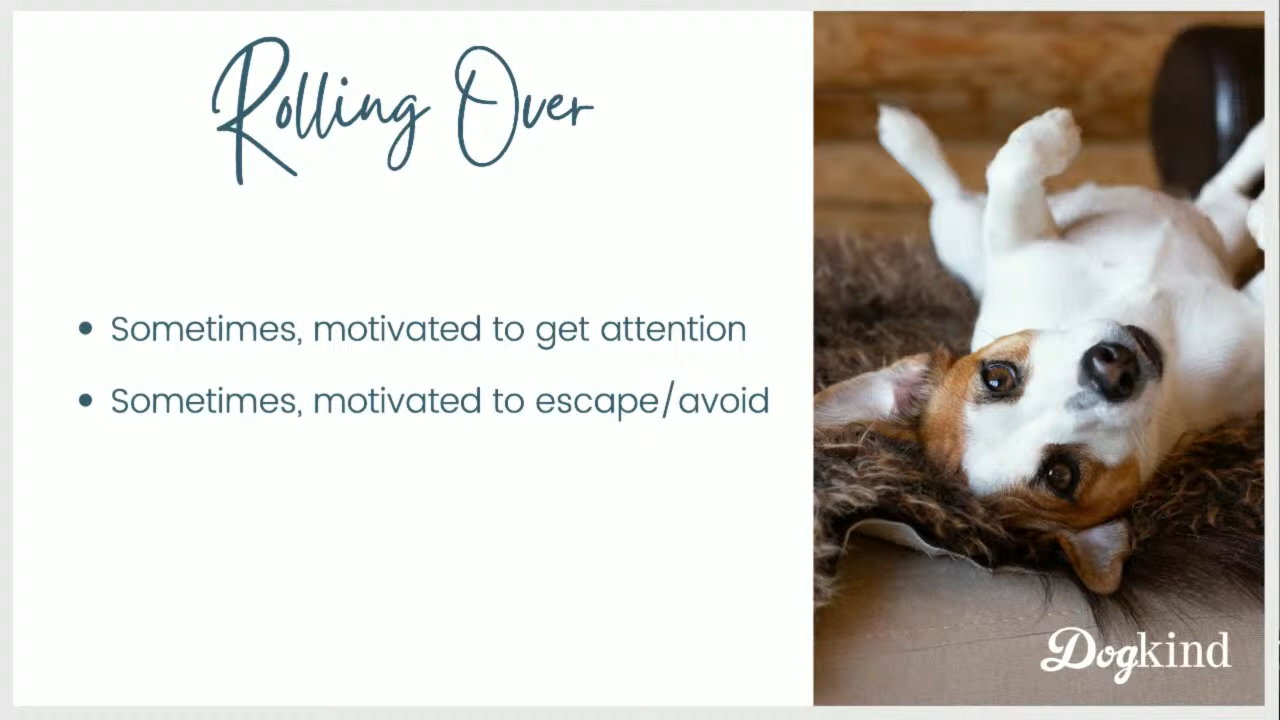 Rolling Over
• Sometimes, motivated to get attention
• Sometimes, motivated to escape/avoid
Dogkind